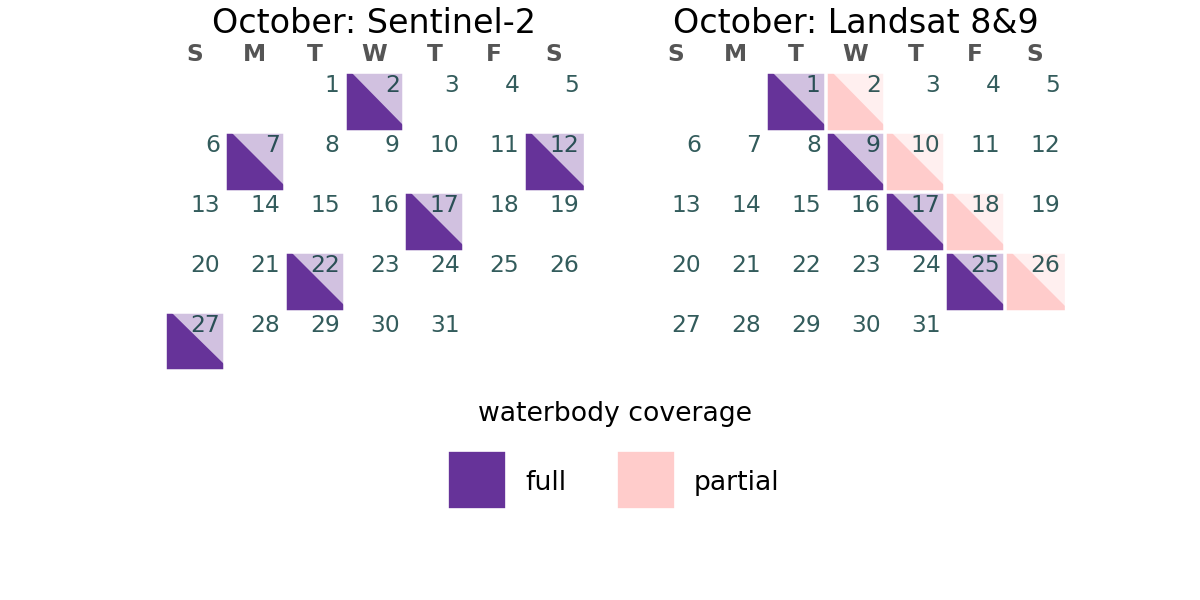 October: Sentinel-2
S M T W T F S
1 2 3 4 5
6 7 8 9 10 11 12
13 14 15 16 17 18 19
20 21 22 23 24 25 26
27 28 29 30 31
October: Landsat 8&9
S M T W T F S
1 2 3 4 5
6 7 8 9 10 11 12
13 14 15 16 17 18 19
20 21 22 23 24 25 26
27 28 29 30 31
waterbody coverage
full
partial